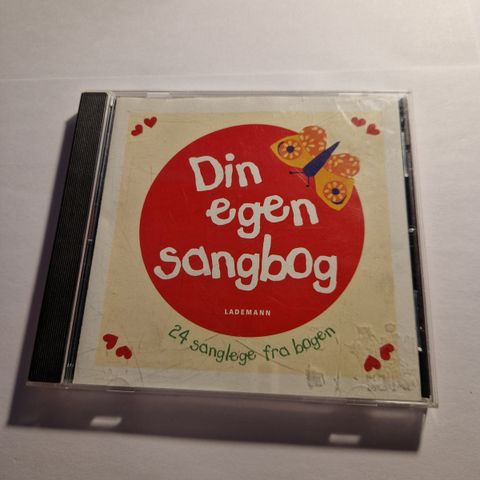 Din
egen
sangbog
LADEMANN
24 sanglege fra bogen